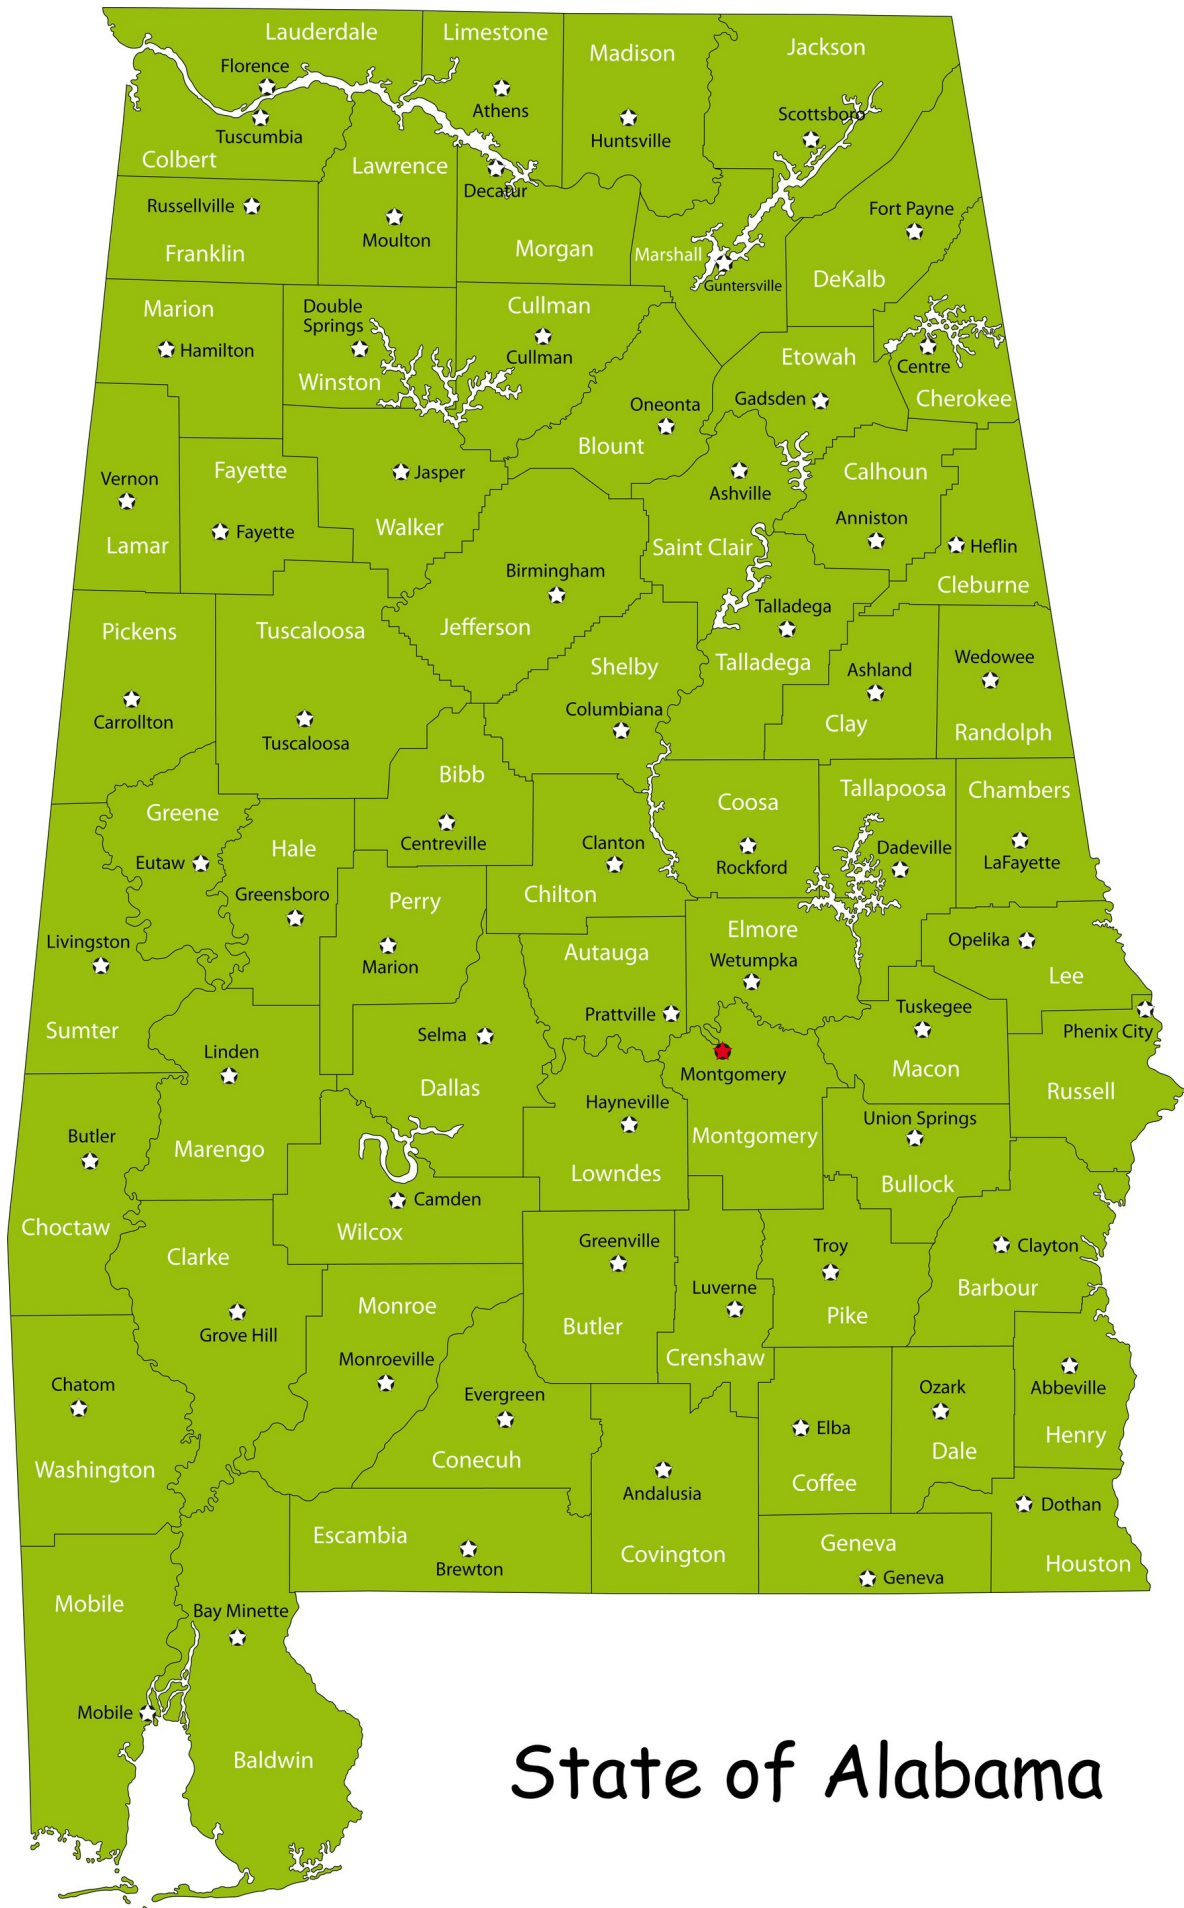 Lauderdale
Limestone
Madison
Jackson
Florence
Athens
Scottsboro
Tuscumbia
Huntsville
Colbert
Lawrence
Decatur
Russellville
Moulton
Fort Payne
Franklin
Morgan
Marshall
DeKalb
Guntersville
Marion
Double
Springs
Cullman
Hamilton
Cullman
Etowah
Centre
Winston
Cherokee
Gadsden
Oneonta
Blount
Vernon
Fayette
Jasper
Ashville
Calhoun
Fayette
Walker
Anniston
Lamar
Saint Clair
Heflin
Birmingham
Cleburne
Pickens
Tuscaloosa
Jefferson
Talladega
Shelby
Talladega
Ashland
Wedowee
Carrollton
Columbiana
Clay
Randolph
Tuscaloosa
Bibb
Greene
Coosa
Tallapoosa
Chambers
Hale
Centreville
Clanton
Dadeville
Eutaw
Rockford
LaFayette
Greensboro
Perry
Chilton
Livingston
Marion
Autauga
Elmore
Opelika
Wetumpka
Lee
Sumter
Selma
Prattville
Tuskegee
Phenix City
Linden
Dallas
Montgomery
Macon
Russell
Butler
Marengo
Hayneville
Montgomery
Union Springs
Lowndes
Bullock
Choctaw
Camden
Wilcox
Clarke
Greenville
Troy
Clayton
Monroe
Luverne
Barbour
Grove Hill
Butler
Pike
Monroeville
Crenshaw
Chatom
Evergreen
Ozark
Abbeville
Washington
Conecuh
Elba
Dale
Henry
Andalusia
Coffee
Dothan
Escambia
Covington
Geneva
Houston
Brewton
Geneva
Mobile
Bay Minette
Mobile
Baldwin
State of Alabama